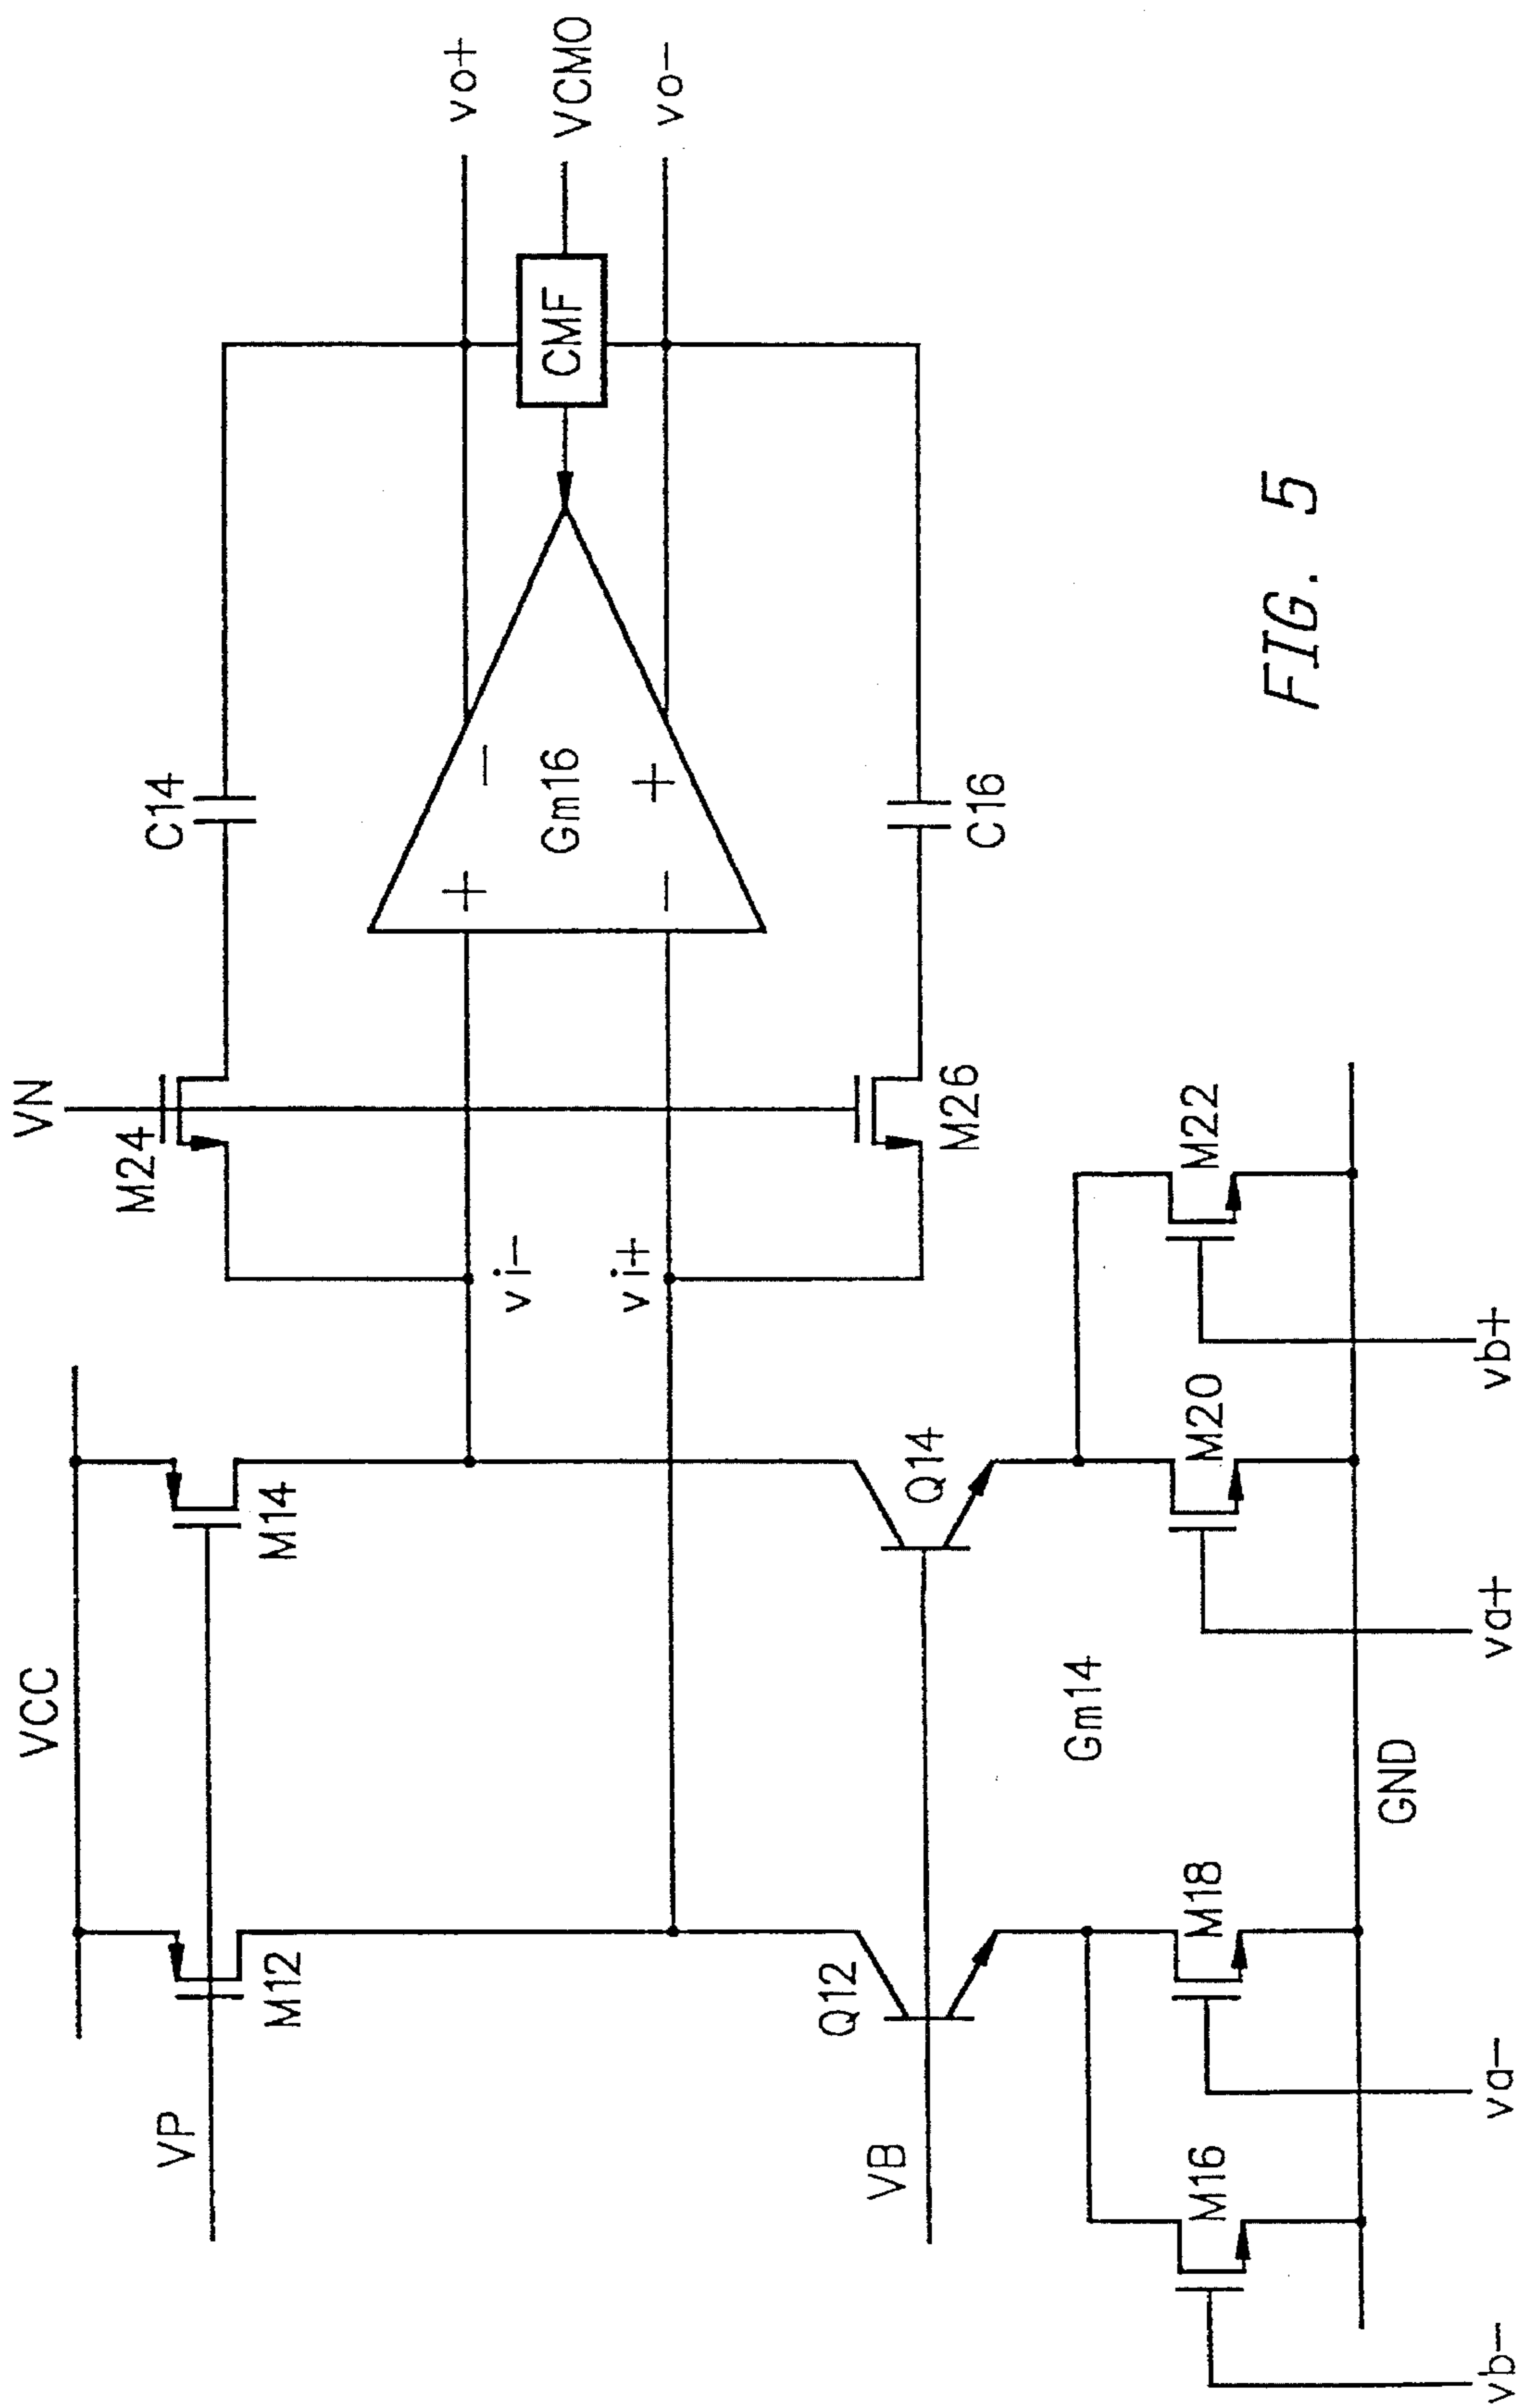 VCC
VN
VP
M12
M14
M24
C14
vo+
VCMO
vo-
CMF
+
-
Gm16
-
+
vi-
vi+
M26
C16
VB
Q12
Q14
Gm14
M16
M18
M20
M22
GND
vb-
va-
va+
vb+
FIG. 5